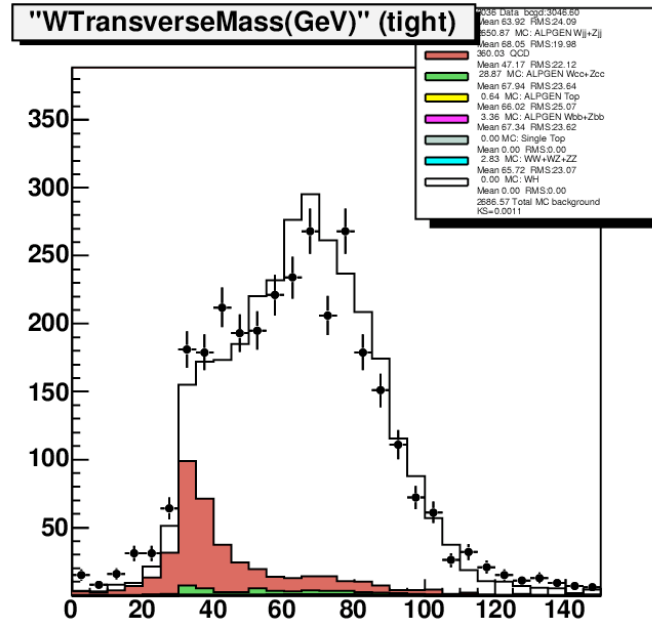 "WTransverseMass(GeV)" (tight)
Data bcgd:3046.60
Mean 63.92 RMS:24.09
MC: ALPGEN Wjj+Zjj
Mean 68.05 RMS:19.98
360.03 QCD
Mean 47.17 RMS:22.12
28.87 MC: ALPGEN Wcc+Zcc
Mean 67.94 RMS:23.64
0.64 MC: ALPGEN Top
Mean 66.02 RMS:25.07
3.36 MC: ALPGEN Wbb+Zbb
Mean 67.34 RMS:23.62
0.00 MC: Single Top
Mean 0.00 RMS:0.00
2.83 MC: WW+WZ+ZZ
Mean 65.72 RMS:23.07
0.00 MC: WH
Mean 0.00 RMS:0.00
2686.57 Total MC background
KS=0.0011
350
300
250
200
150
100
50
0 20 40 60 80 100 120 140